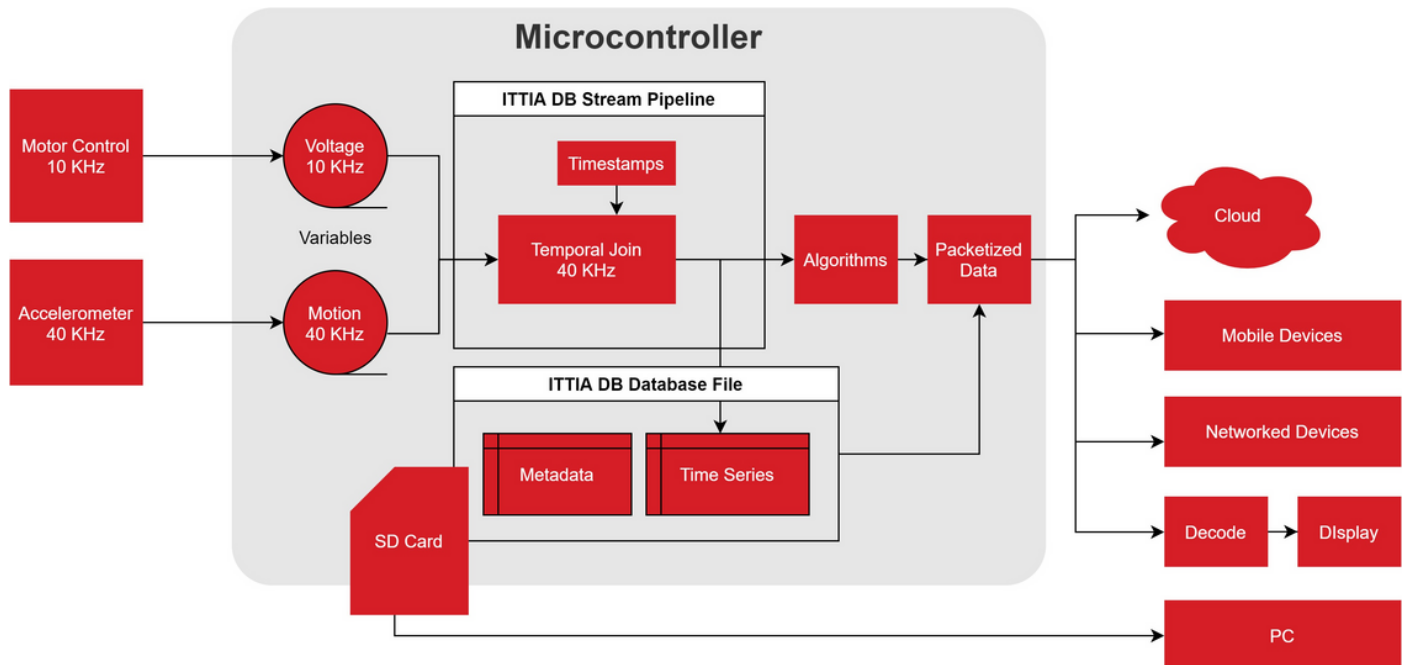 Microcontroller
Motor Control
10 KHz
Voltage
10 KHz
Variables
Accelerometer
40 KHz
Motion
40 KHz
ITTIA DB Stream Pipeline
Timestamps
Temporal Join
40 KHz
Algorithms
Packetized
Data
ITTIA DB Database File
Metadata
Time Series
SD Card
Cloud
Mobile Devices
Networked Devices
Decode
DIsplay
PC